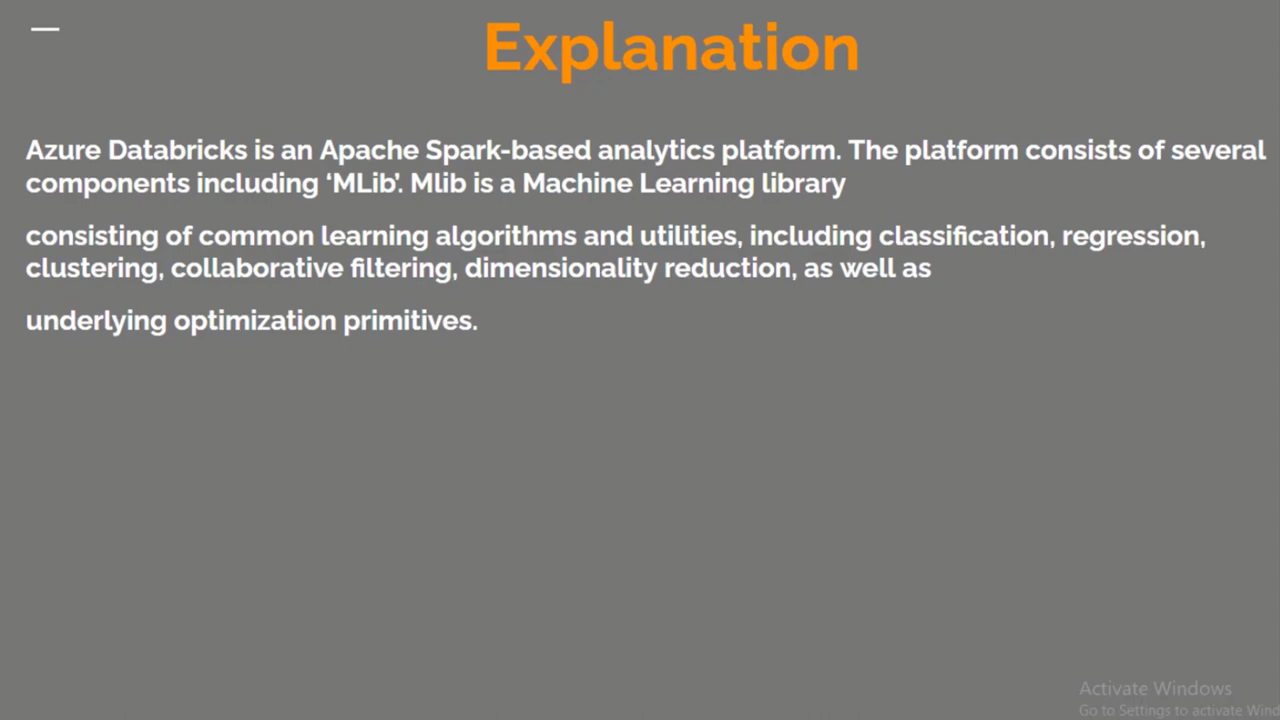 Explanation
Azure Databricks is an Apache Spark-based analytics platform. The platform consists of several
components including ‘MLib’. Mlib is a Machine Learning library
consisting of common learning algorithms and utilities, including classification, regression,
clustering, collaborative filtering, dimensionality reduction, as well as
underlying optimization primitives.
Activate Windows
Go to Settings to activate Wind